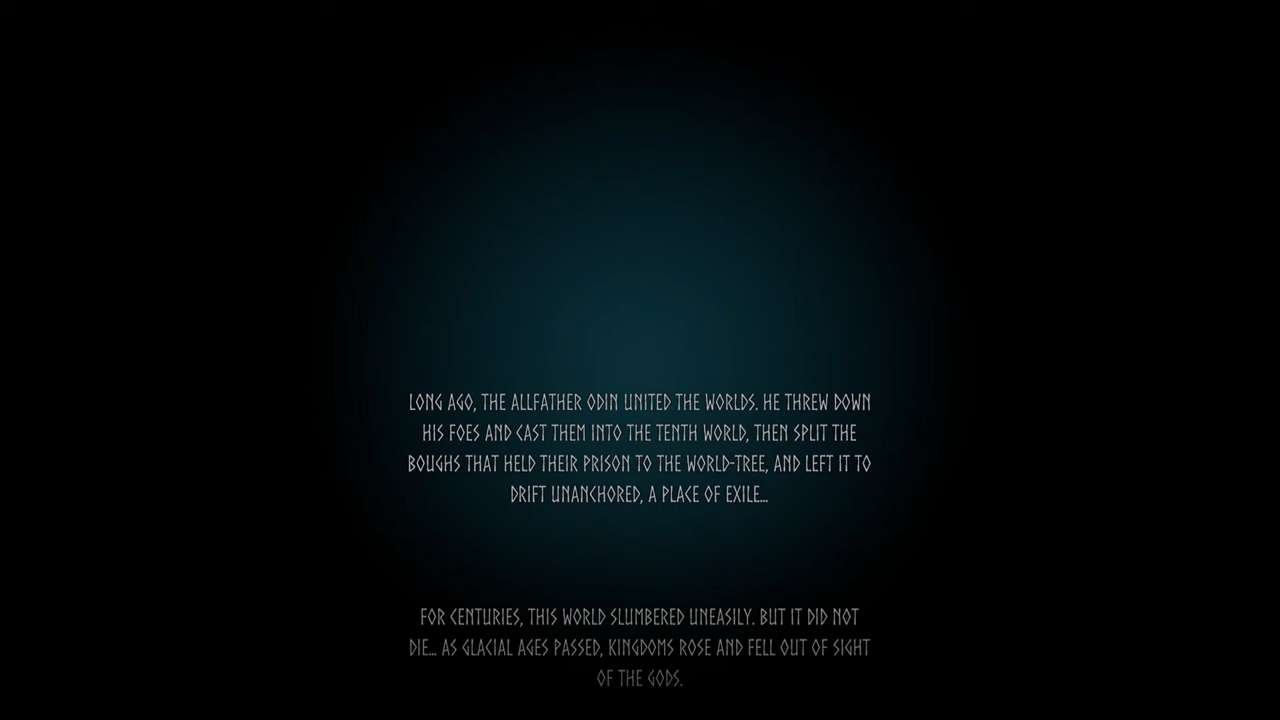 LONG AGO, THE ALLFATHER ODIN UNITED THE WORLDS. HE THREW DOWN
HIS FOES AND CAST THEM INTO THE TENTH WORLD, THEN SPLIT THE
BOUGHS THAT HELD THEIR PRISON TO THE WORLD-TREE, AND LEFT IT TO
DRIFT UNANCHORED, A PLACE OF EXILE...
FOR CENTURIES, THIS WORLD SLUMBERED UNEASILY. BUT IT DID NOT
DIE... AS GLACIAL AGES PASSED, KINGDOMS ROSE AND FELL OUT OF SIGHT
OF THE GODS.